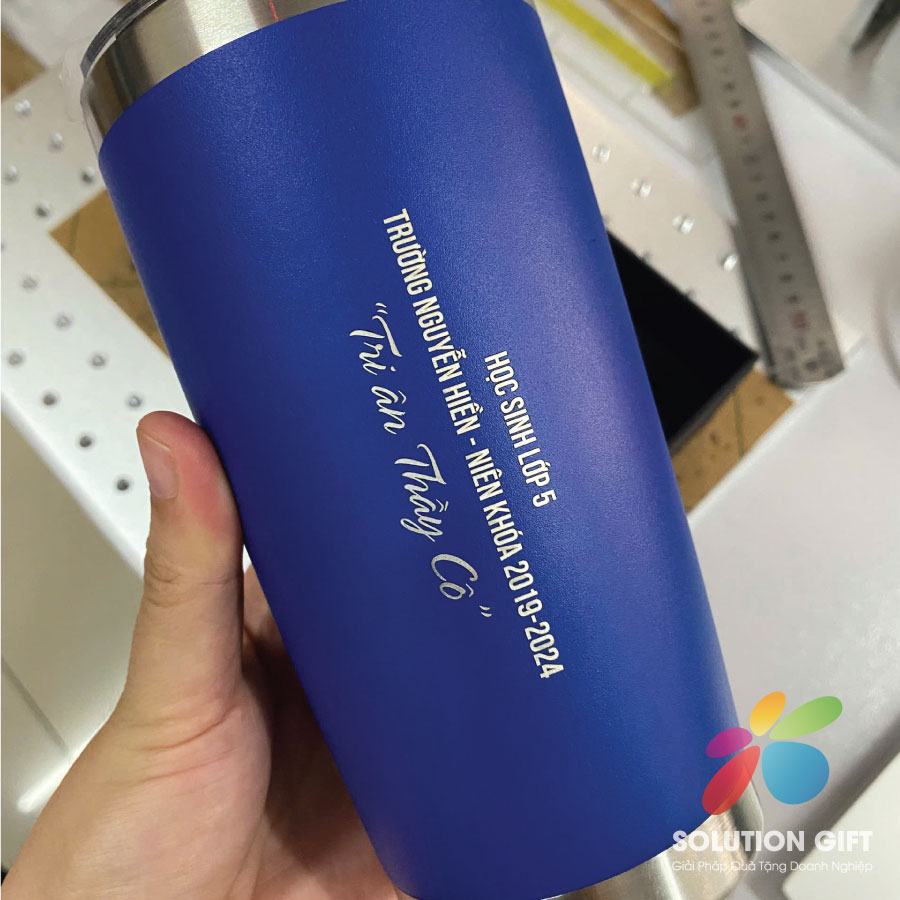 HỌC SINH LỚP 5
TRƯỜNG NGUYỄN HIỀN - NIÊN KHÓA 2019-2024
“Tri ân Thầy Cô”
SOLUTION GIFT
Giải Pháp Quà Tặng Doanh Nghiệp